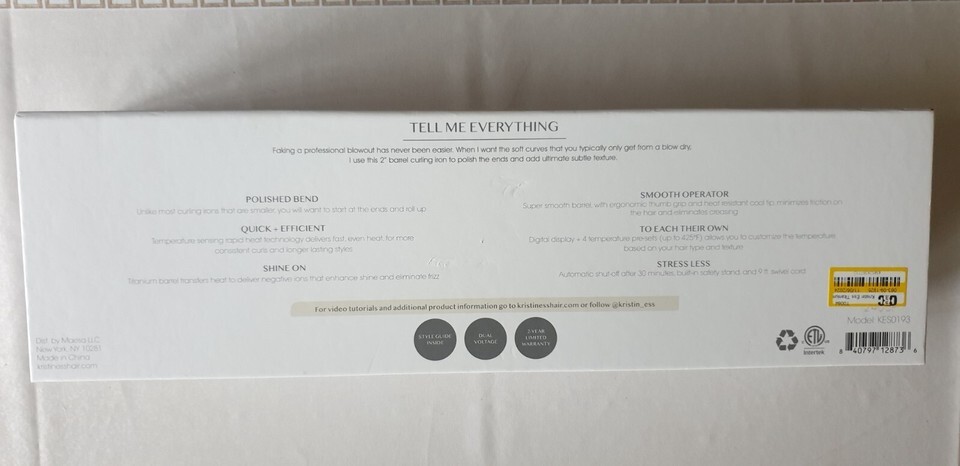 TELL ME EVERYTHING
Faking a professional blowout has never been easier. When I want the soft curves that you typically only get from a blow dry,
I use this 2" barrel curling iron to polish the ends and add ultimate subtle texture.
POLISHED BEND
Unlike most curling irons that are smaller, you will want to start at the ends and roll up
QUICK + EFFICIENT
Temperature sensing rapid heat technology delivers fast, even heat for more
consistent curls and longer lasting styles
SHINE ON
Titanium barrel transfers heat to deliver negative ions that enhance shine and eliminate frizz
SMOOTH OPERATOR
Super smooth barrel, with ergonomic thumb grip and heat resistant cool tip minimizes friction on
the hair and eliminates creasing
TO EACH THEIR OWN
Digital display + 4 temperature pre-sets (up to 425°F) allows you to customize the temperature
based on your hair type and texture
STRESS LESS
Automatic shut-off after 30 minutes, built-in safety stand, and 9 ft. swivel cord
For video tutorials and additional product information go to kristinesshair.com or follow @kristin_ess
STYLE GUIDE
INSIDE
DUAL
VOLTAGE
2-YEAR
LIMITED
WARRANTY
Dist. by Maesa LLC
New York, NY 10281
Made in China
kristinesshair.com
Model: KES0193
ETL
Intertek
8 40797 12873 6